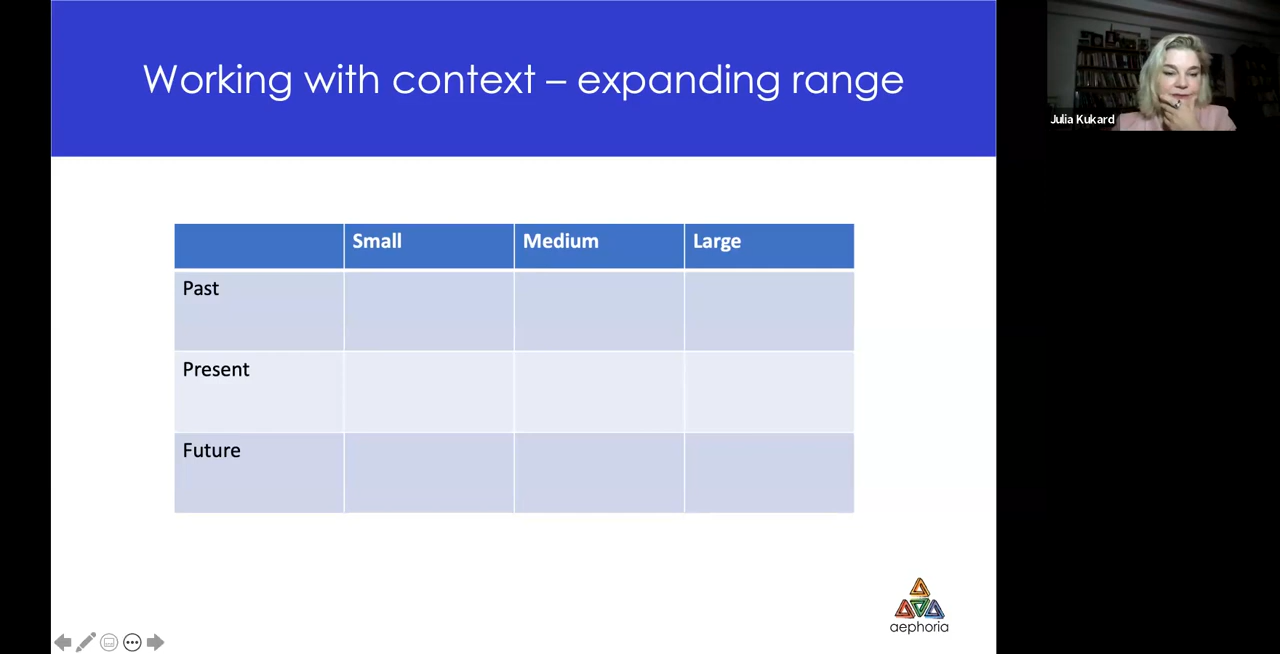 Working with context – expanding range
Julia Kukard
Small Medium Large
Past
Present
Future
aephoria